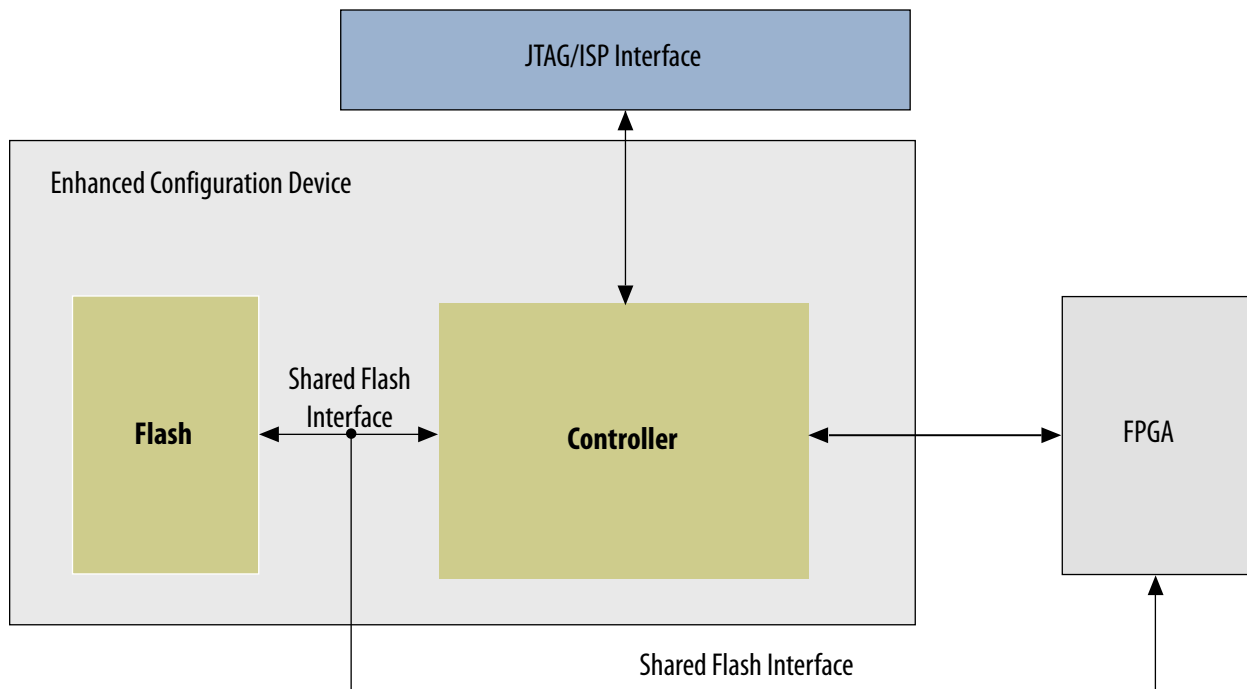 JTAG/ISP Interface
Enhanced Configuration Device
Shared Flash
Interface
Flash
Controller
FPGA
Shared Flash Interface